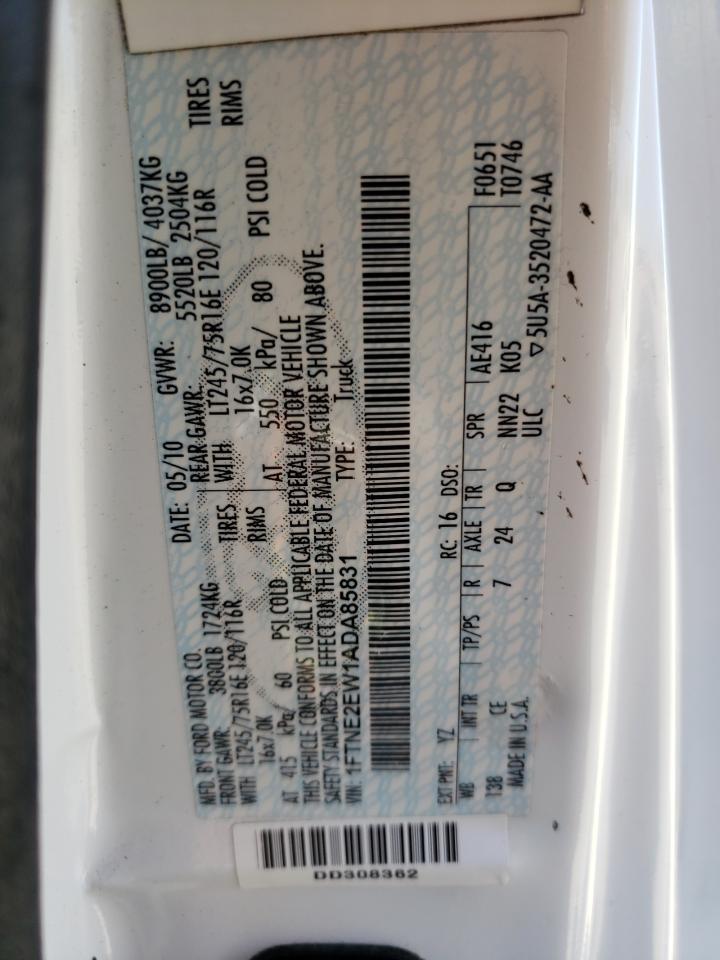 MFD. BY FORD MOTOR CO.
DATE: 05/10 GVWR: 8900LB/ 4037KG
FRONT GAWR: 3800LB 1724KG
REAR GAWR: 5520LB 2504KG
WITH LT245/75R16E 120/116R TIRES
WITH LT245/75R16E 120/116R TIRES
16x7.0K RIMS
16x7.0K RIMS
AT 415 kPa/ 60 PSI COLD
AT 550 kPa/ 80 PSI COLD
THIS VEHICLE CONFORMS TO ALL APPLICABLE FEDERAL MOTOR VEHICLE
SAFETY STANDARDS IN EFFECT ON THE DATE OF MANUFACTURE SHOWN ABOVE.
VIN: 1FTNE2EW1ADA85831 TYPE: Truck
EXT PNT: YZ RC: 16 DSO: F0651
T0746
WB INT TR TP/PS R AXLE TR SPR AE416
138 CE 7 24 Q NN22 K05
ULC
MADE IN U.S.A. ▽5U5A-3520472-AA
DD308362